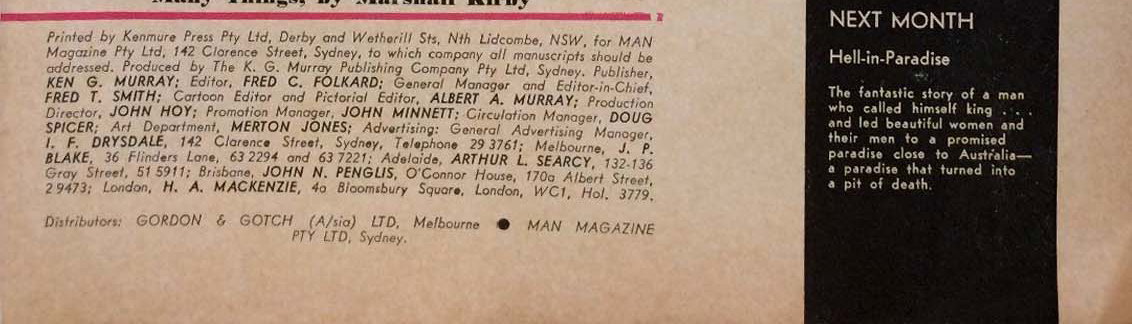 Many Things, by Marshall Kirby
Printed by Kenmure Press Pty Ltd, Derby and Wetherill Sts, Nth Lidcombe, NSW, for MAN
Magazine Pty Ltd, 142 Clarence Street, Sydney, to which company all manuscripts should be
addressed. Produced by The K. G. Murray Publishing Company Pty Ltd, Sydney. Publisher,
KEN G. MURRAY; Editor, FRED C. FOLKARD; General Manager and Editor-in-Chief,
FRED T. SMITH; Cartoon Editor and Pictorial Editor, ALBERT A. MURRAY; Production
Director, JOHN HOY; Promotion Manager, JOHN MINNETT; Circulation Manager, DOUG
SPICER; Art Department, MERTON JONES; Advertising: General Advertising Manager,
I. F. DRYSDALE, 142 Clarence Street, Sydney, Telephone 29 3761; Melbourne, J. P.
BLAKE, 36 Flinders Lane, 63 2294 and 63 7221; Adelaide, ARTHUR L. SEARCY, 132-136
Gray Street, 51 5911; Brisbane, JOHN N. PENGLIS, O'Connor House, 170a Albert Street,
2 9473; London, H. A. MACKENZIE, 4a Bloomsbury Square, London, WC1, Hol. 3779.
Distributors: GORDON & GOTCH (A/sia) LTD, Melbourne ● MAN MAGAZINE
PTY LTD, Sydney.
NEXT MONTH
Hell-in-Paradise
The fantastic story of a man
who called himself king . . .
and led beautiful women and
their men to a promised
paradise close to Australia—
a paradise that turned into
a pit of death.